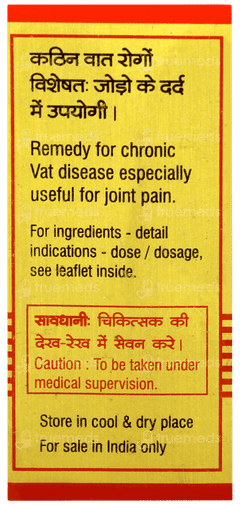 कठिन वात रोगों
विशेषतः जोड़ो के दर्द
में उपयोगी।
Remedy for chronic
Vat disease especially
useful for joint pain.
For ingredients - detail
indications - dose / dosage,
see leaflet inside.
सावधानीः चिकित्सक की
देख-रेख में सेवन करे।
Caution : To be taken under
medical supervision.
Store in cool & dry place
For sale in India only